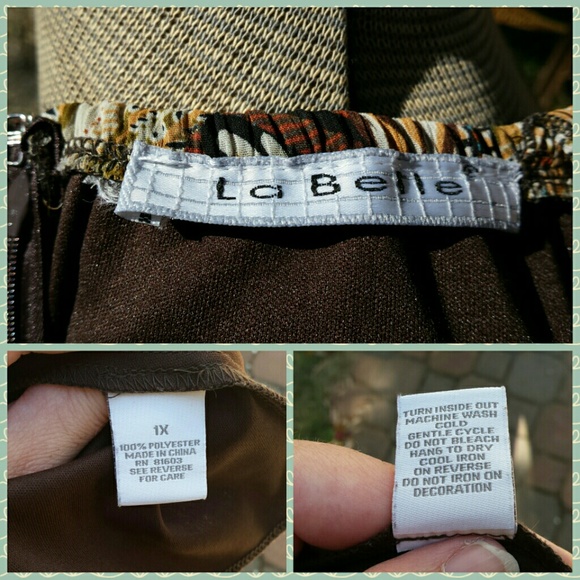 La Belle
1X
100% POLYESTER
MADE IN CHINA
RN 81603
SEE REVERSE
FOR CARE
TURN INSIDE OUT
MACHINE WASH
COLD
GENTLE CYCLE
DO NOT BLEACH
HANG TO DRY
COOL IRON
ON REVERSE
DO NOT IRON ON
DECORATION